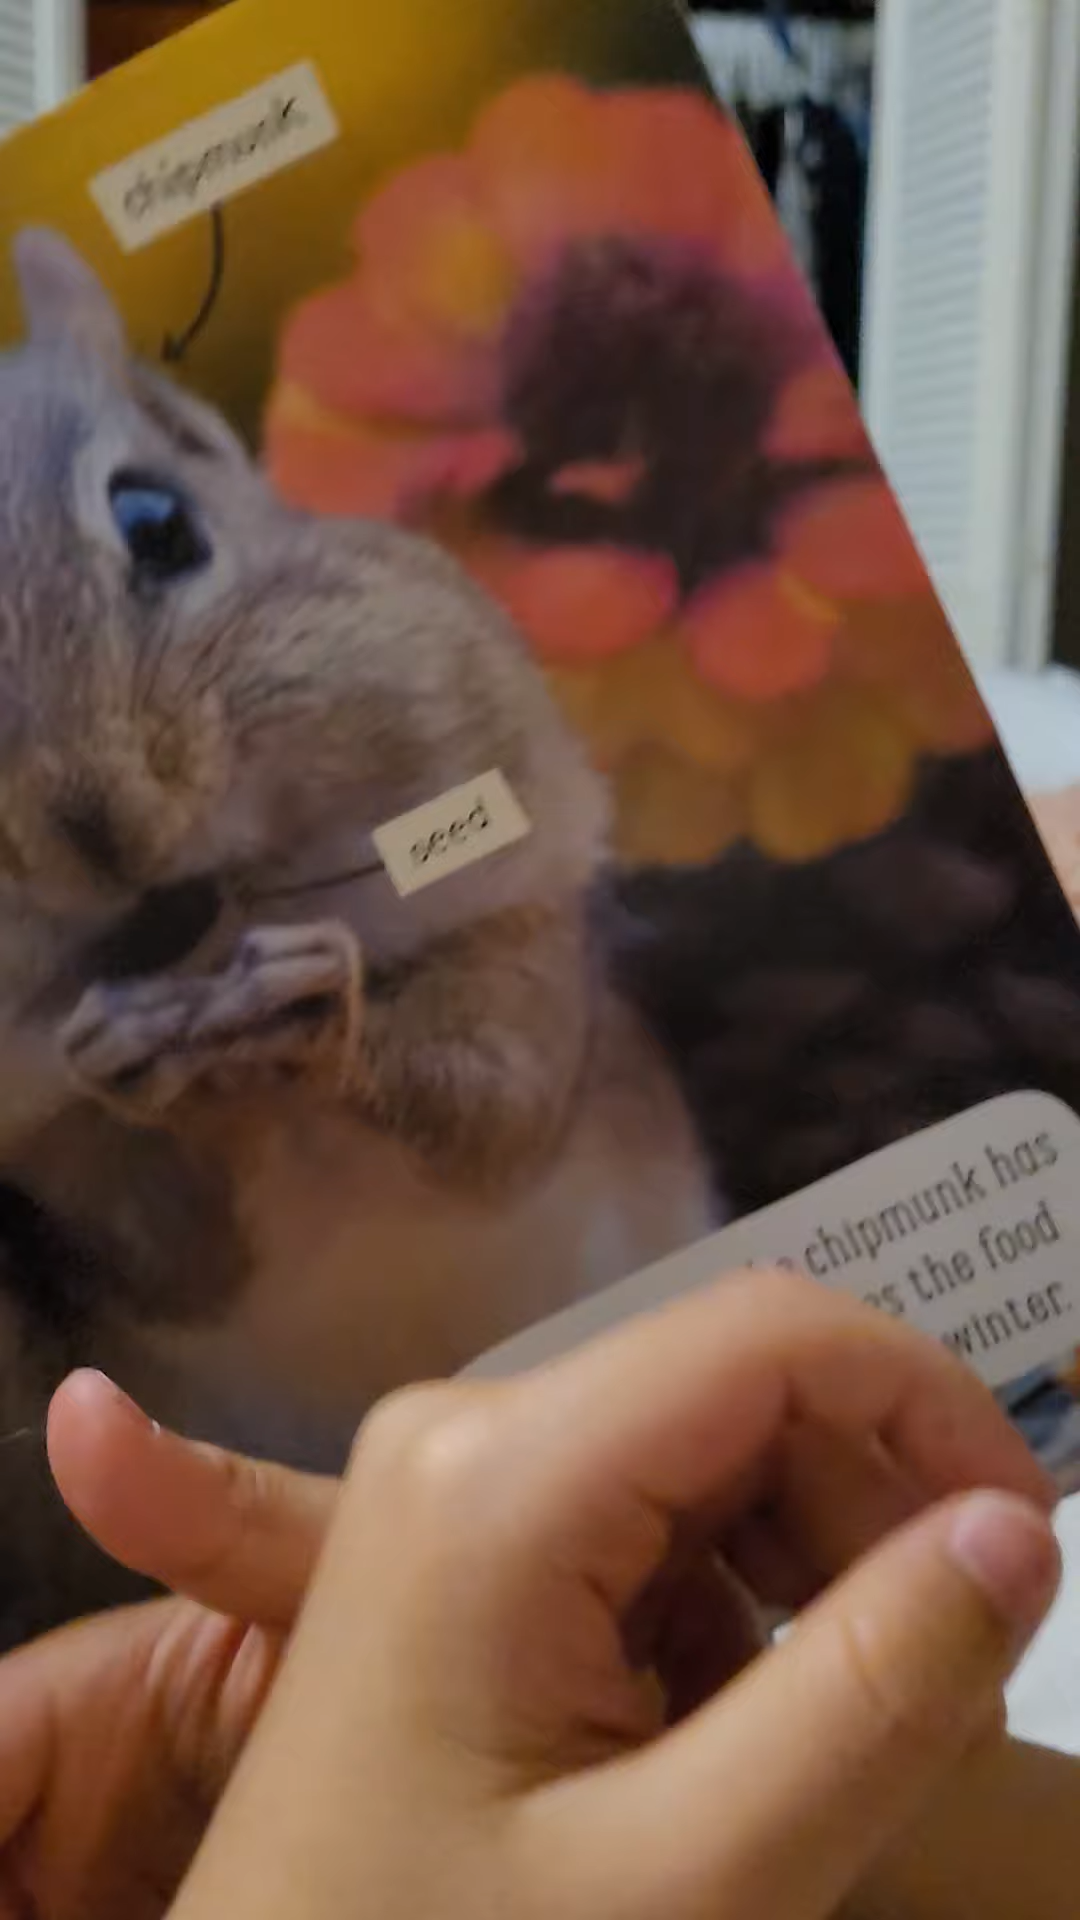 chipmunk
seed
chipmunk has
the food
winter.